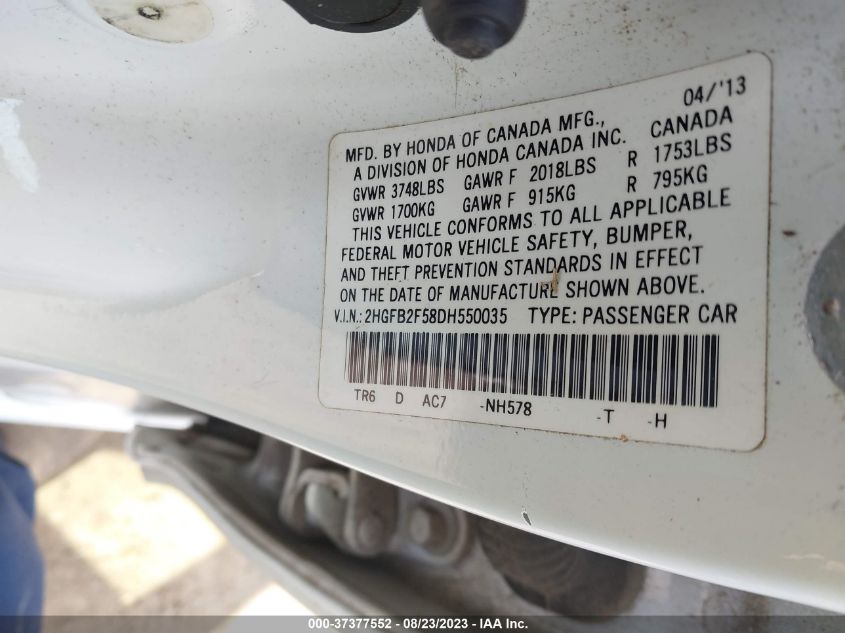 04/'13
MFD. BY HONDA OF CANADA MFG.,
A DIVISION OF HONDA CANADA INC. CANADA
GVWR 3748LBS GAWR F 2018LBS R 1753LBS
GVWR 1700KG GAWR F 915KG R 795KG
THIS VEHICLE CONFORMS TO ALL APPLICABLE
FEDERAL MOTOR VEHICLE SAFETY, BUMPER,
AND THEFT PREVENTION STANDARDS IN EFFECT
ON THE DATE OF MANUFACTURE SHOWN ABOVE.
V.I.N.: 2HGFB2F58DH550035 TYPE: PASSENGER CAR
TR6 D AC7 -NH578 -T -H
000-37377552 - 08/23/2023 - IAA Inc.